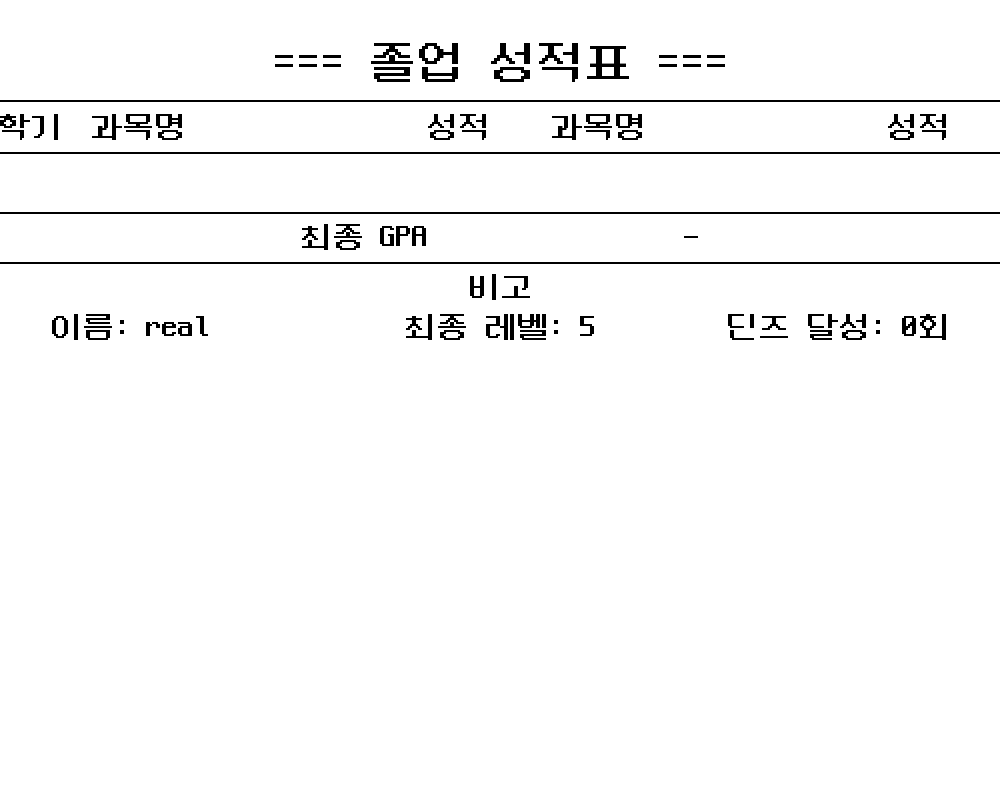 === 졸업 성적표 ===
학기 과목명 성적 과목명 성적
최종 GPA -
비고
이름: real 최종 레벨: 5 딘즈 달성: 0회